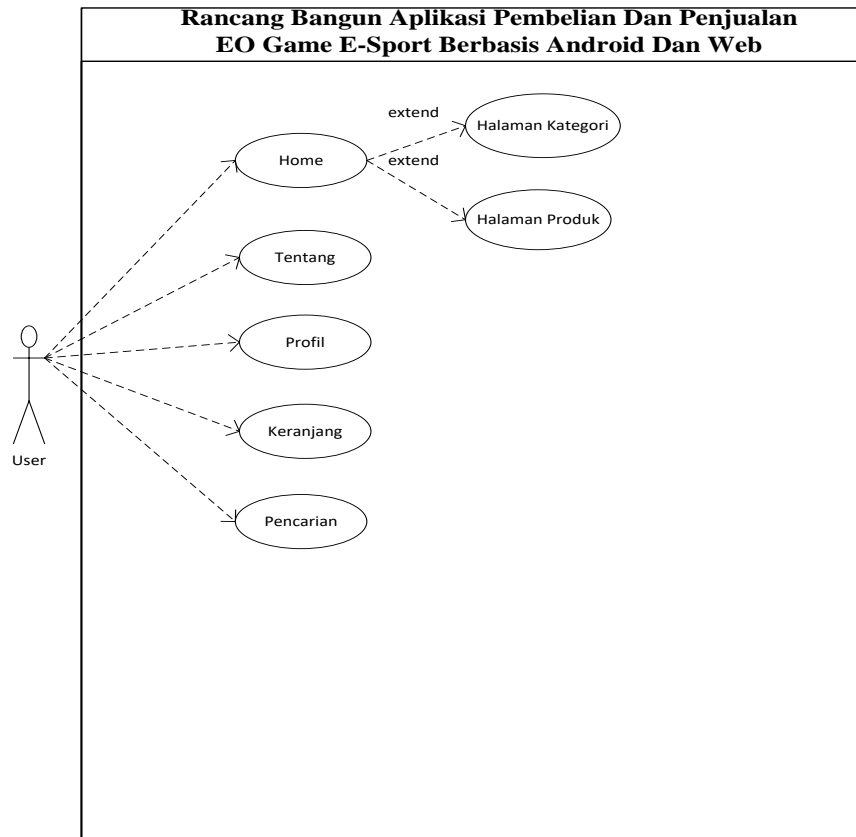 Rancang Bangun Aplikasi Pembelian Dan Penjualan
EO Game E-Sport Berbasis Android Dan Web
extend
Halaman Kategori
Home
extend
Halaman Produk
Tentang
Profil
Keranjang
User
Pencarian